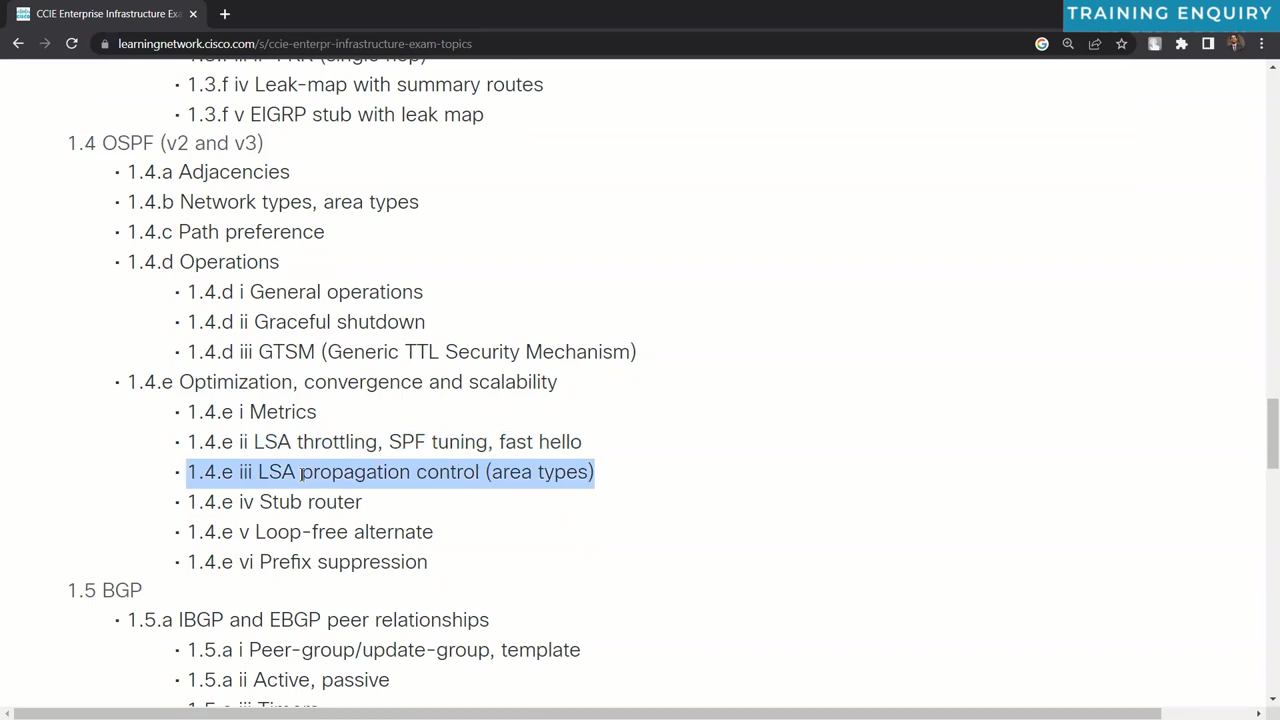 CCIE Enterprise Infrastructure Exa
TRAINING ENQUIRY
learningnetwork.cisco.com/s/ccie-enterpr-infrastructure-exam-topics
1.3.f iv Leak-map with summary routes
1.3.f v EIGRP stub with leak map
1.4 OSPF (v2 and v3)
1.4.a Adjacencies
1.4.b Network types, area types
1.4.c Path preference
1.4.d Operations
1.4.d i General operations
1.4.d ii Graceful shutdown
1.4.d iii GTSM (Generic TTL Security Mechanism)
1.4.e Optimization, convergence and scalability
1.4.e i Metrics
1.4.e ii LSA throttling, SPF tuning, fast hello
1.4.e iii LSA propagation control (area types)
1.4.e iv Stub router
1.4.e v Loop-free alternate
1.4.e vi Prefix suppression
1.5 BGP
1.5.a IBGP and EBGP peer relationships
1.5.a i Peer-group/update-group, template
1.5.a ii Active, passive